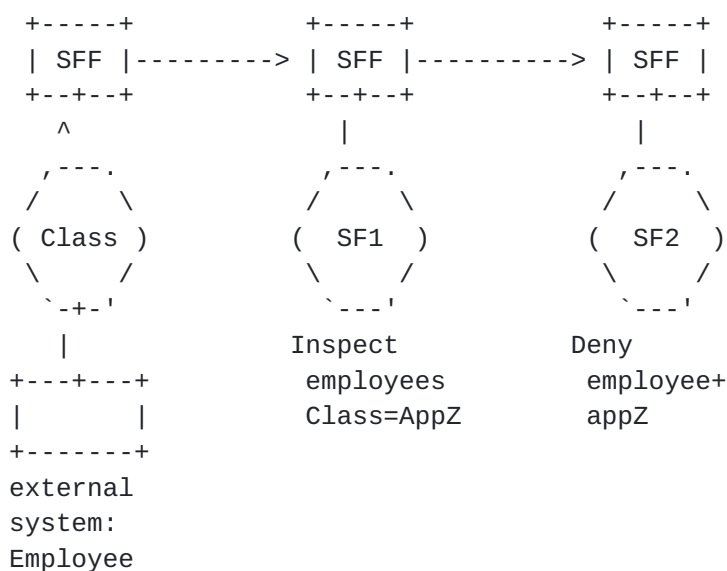 +-----+ +-----+ +-----+
| SFF |---------> | SFF |----------> | SFF |
+--+--+ +--+--+ +--+--+
^ | |
,---. ,---. ,---.
/ \ / \ / \
( Class ) ( SF1 ) ( SF2 )
\ / \ / \ /
`-+-' `---' `---'
| Inspect Deny
+---+---+ employees employee+
| | Class=AppZ appZ
+-------+
external
system:
Employee